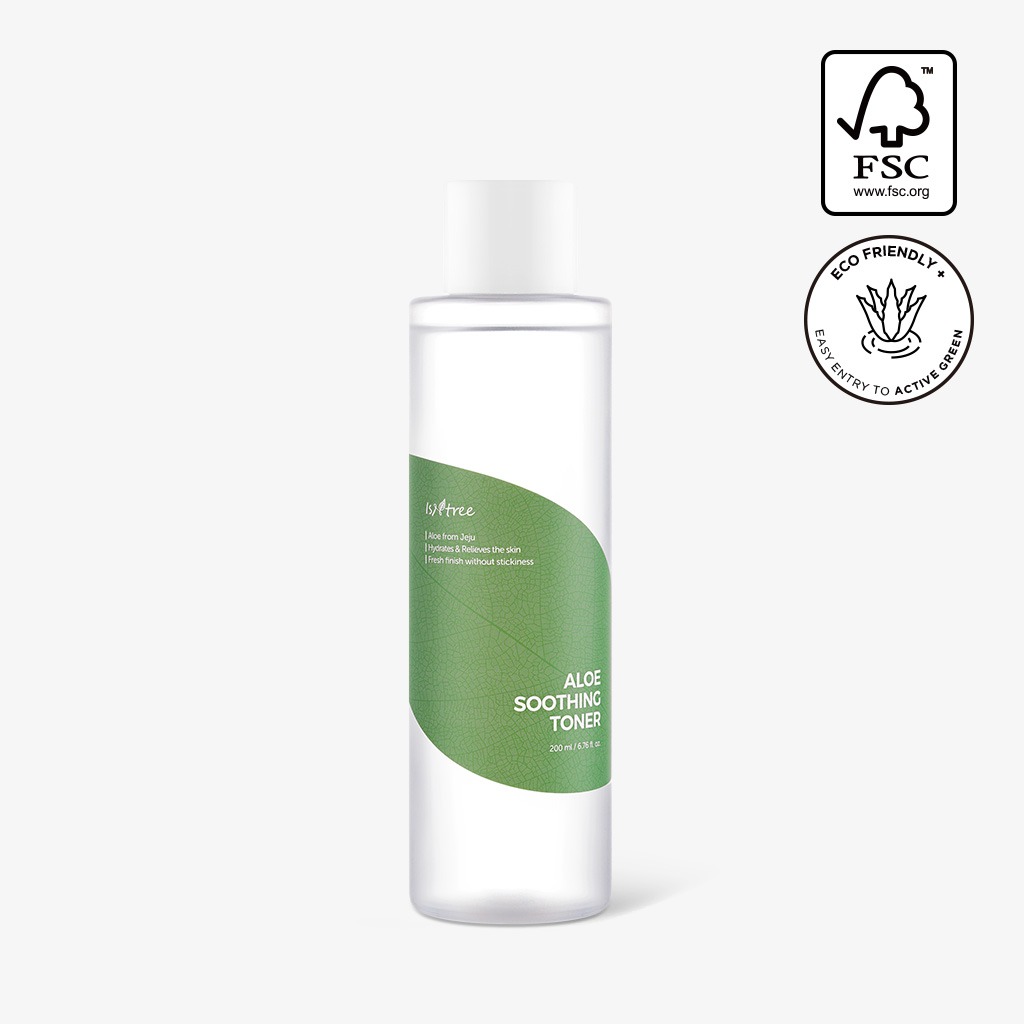 FSC
™
www.fsc.org
ECO FRIENDLY +
EASY ENTRY TO ACTIVE GREEN
IsNtree
Aloe from Jeju
Hydrates & Relieves the skin
Fresh finish without stickiness
ALOE
SOOTHING
TONER
200 ml / 6.76 fl. oz.